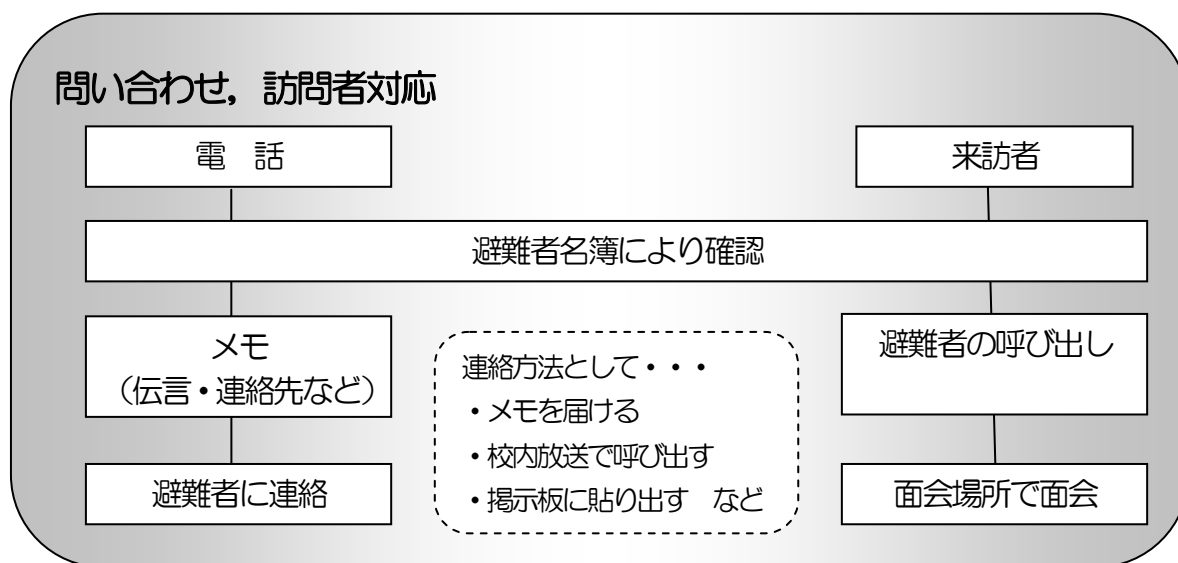 問い合わせ，訪問者対応
電　話
来訪者
避難者名簿により確認
メモ
（伝言・連絡先など）
避難者の呼び出し
連絡方法として・・・
・メモを届ける
・校内放送で呼び出す
・掲示板に貼り出す　など
避難者に連絡
面会場所で面会